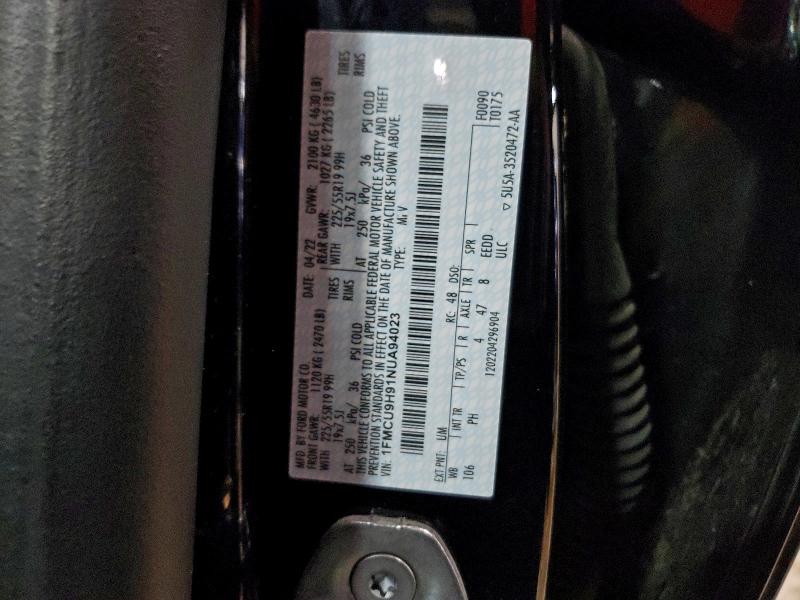 MFD. BY FORD MOTOR CO.
DATE: 04/22 GVWR: 2100 KG ( 4630 LB)
FRONT GAWR: 1120 KG ( 2470 LB) REAR GAWR: 1027 KG ( 2265 LB)
WITH 225/55R19 99H TIRES WITH 225/55R19 99H TIRES
19x7.5J RIMS 19x7.5J RIMS
AT 250 kPa/ 36 PSI COLD AT 250 kPa/ 36 PSI COLD
THIS VEHICLE CONFORMS TO ALL APPLICABLE FEDERAL MOTOR VEHICLE SAFETY AND THEFT
PREVENTION STANDARDS IN EFFECT ON THE DATE OF MANUFACTURE SHOWN ABOVE.
VIN: 1FMCU9H91NUA94023 TYPE: M V
F0090
T0175
EXT PNT: UM RC: 48 DSO:
WB INT TR TP/PS R AXLE TR SPR
106 PH 4 47 8 EEDD
ULC
1202204296904 ▽ 5U5A-3520472-AA